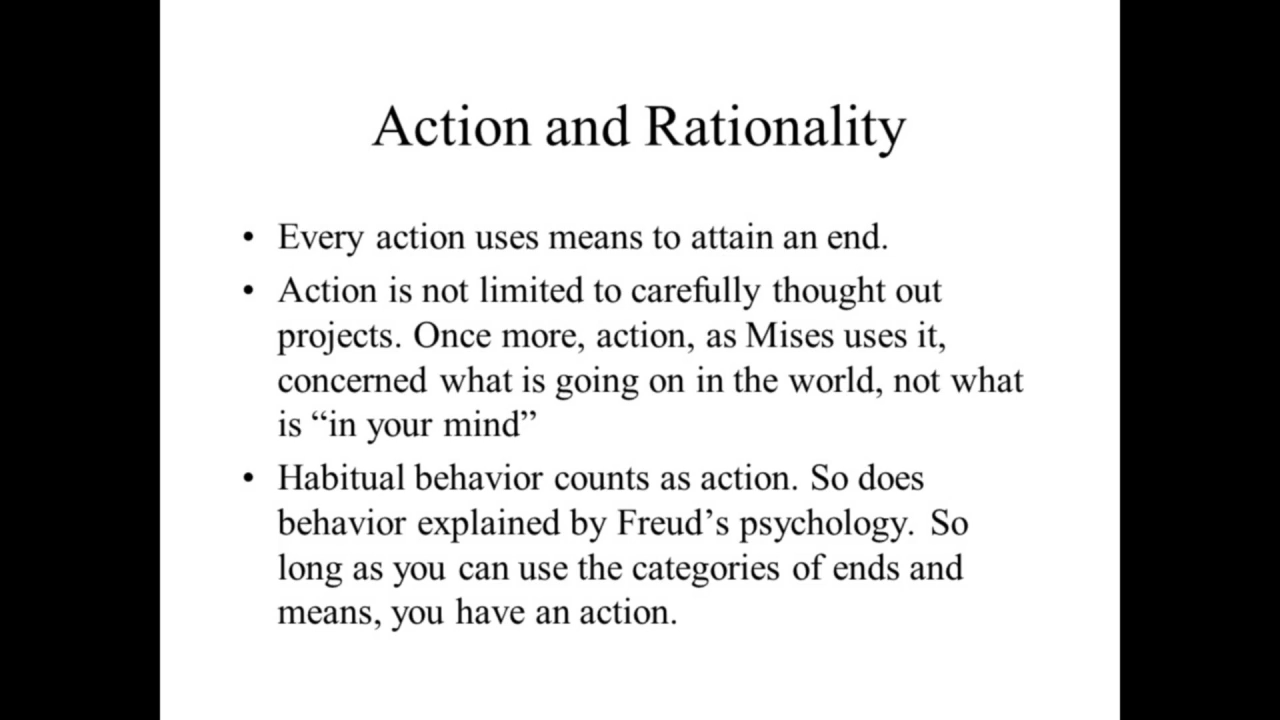 Action and Rationality
• Every action uses means to attain an end.
• Action is not limited to carefully thought out
projects. Once more, action, as Mises uses it,
concerned what is going on in the world, not what
is “in your mind”
• Habitual behavior counts as action. So does
behavior explained by Freud’s psychology. So
long as you can use the categories of ends and
means, you have an action.